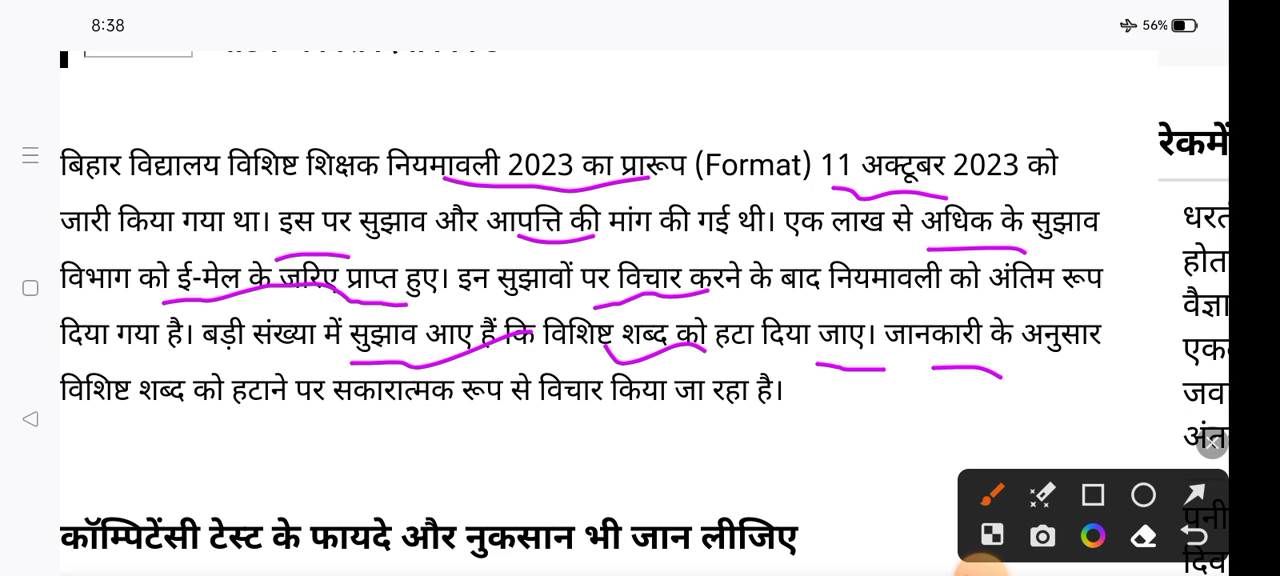 8:38
56%
बिहार विद्यालय विशिष्ट शिक्षक नियमावली 2023 का प्रारूप (Format) 11 अक्टूबर 2023 को
जारी किया गया था। इस पर सुझाव और आपत्ति की मांग की गई थी। एक लाख से अधिक के सुझाव
विभाग को ई-मेल के जरिए प्राप्त हुए। इन सुझावों पर विचार करने के बाद नियमावली को अंतिम रूप
दिया गया है। बड़ी संख्या में सुझाव आए हैं कि विशिष्ट शब्द को हटा दिया जाए। जानकारी के अनुसार
विशिष्ट शब्द को हटाने पर सकारात्मक रूप से विचार किया जा रहा है।
कॉम्पिटेंसी टेस्ट के फायदे और नुकसान भी जान लीजिए
रेकमें